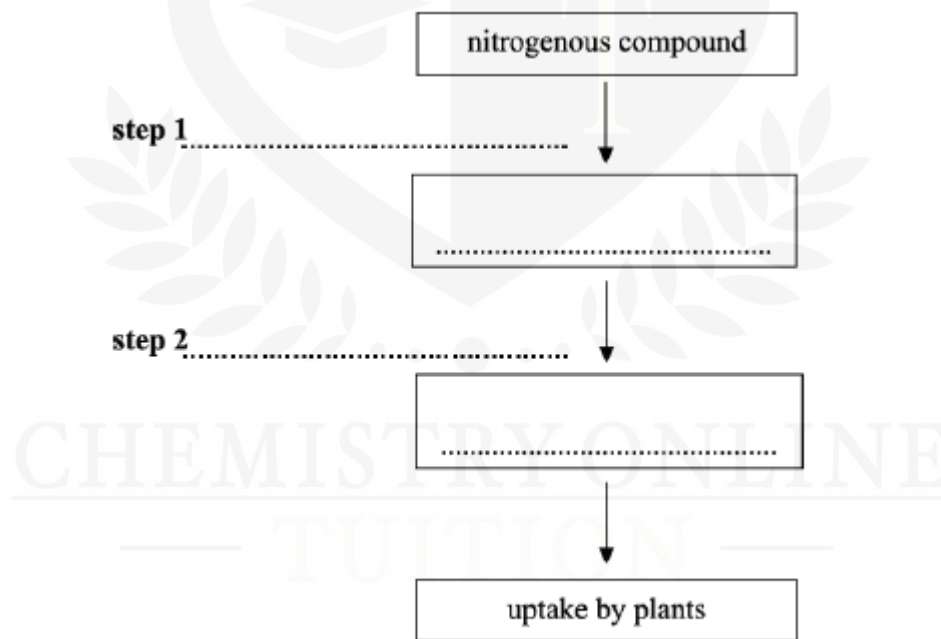 nitrogenous compound
step 1
step 2
CHEMISTRY ONLINE
TUITION
uptake by plants